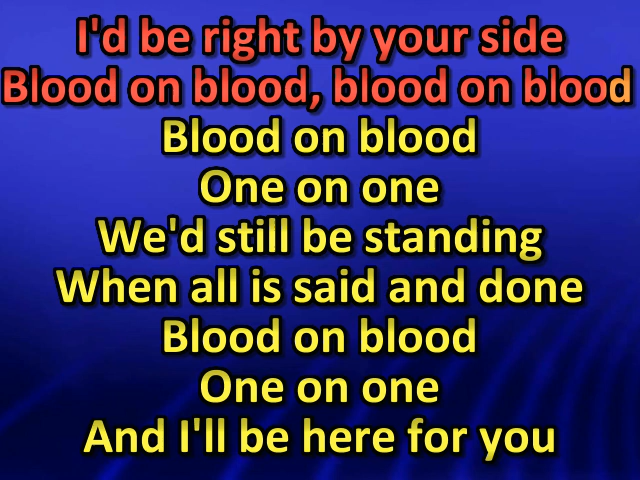 I'd be right by your side
Blood on blood, blood on blood
Blood on blood
One on one
We'd still be standing
When all is said and done
Blood on blood
One on one
And I'll be here for you